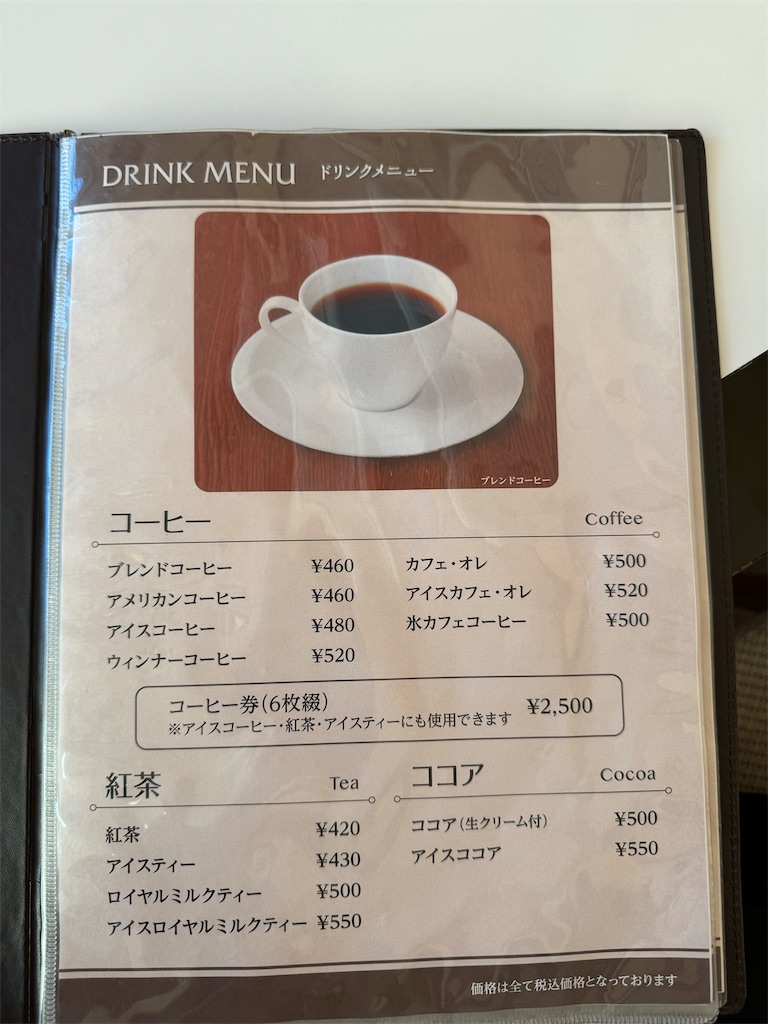 DRINK MENU ドリンクメニュー
ブレンドコーヒー
コーヒー Coffee
ブレンドコーヒー ¥460
アメリカンコーヒー ¥460
アイスコーヒー ¥480
ウィンナーコーヒー ¥520
カフェ・オレ ¥500
アイスカフェ・オレ ¥520
氷カフェコーヒー ¥500
コーヒー券(6枚綴) ¥2,500
※アイスコーヒー・紅茶・アイスティーにも使用できます
紅茶 Tea
紅茶 ¥420
アイスティー ¥430
ロイヤルミルクティー ¥500
アイスロイヤルミルクティー ¥550
ココア Cocoa
ココア(生クリーム付) ¥500
アイスココア ¥550
価格は全て税込価格となっております